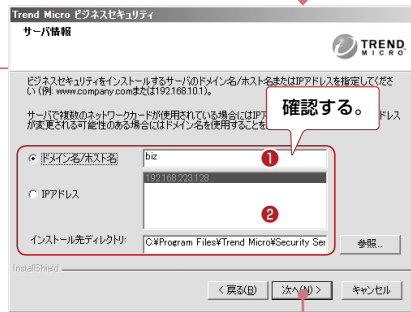 Trend Micro ビジネスセキュリティ
サーバ情報
TREND
MICRO
ビジネスセキュリティをインストールするサーバのドメイン名/ホスト名またはIPアドレスを指定してくださ
い (例: www.company.comまたは192.168.10.1)。
サーバで複数のネットワークカードが使用されている場合にはIPア
ドレス
が変更される可能性のある場合にはドメイン名を使用することを
確認する。
ドメイン名/ホスト名
biz
❶
192.168.223.128
IPアドレス
❷
インストール先ディレクトリ:
C:¥Program Files¥Trend Micro¥Security Ser
参照...
InstallShield
< 戻る(B)
次へ(N) >
キャンセル